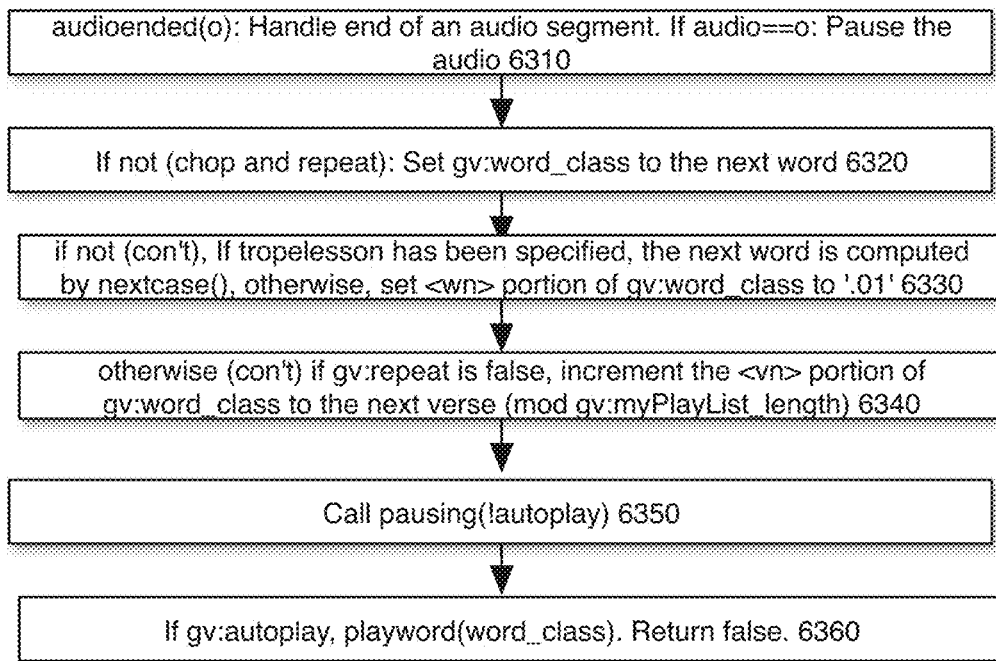 audioended(o): Handle end of an audio segment. If audio==o: Pause the
audio 6310
If not (chop and repeat): Set gv:word_class to the next word 6320
if not (con't), If tropelesson has been specified, the next word is computed
by nextcase(), otherwise, set <wn> portion of gv:word_class to '.01' 6330
otherwise (con't) if gv:repeat is false, increment the <vn> portion of
gv:word_class to the next verse (mod gv:myPlayList_length) 6340
Call pausing(!autoplay) 6350
If gv:autoplay, playword(word_class). Return false. 6360